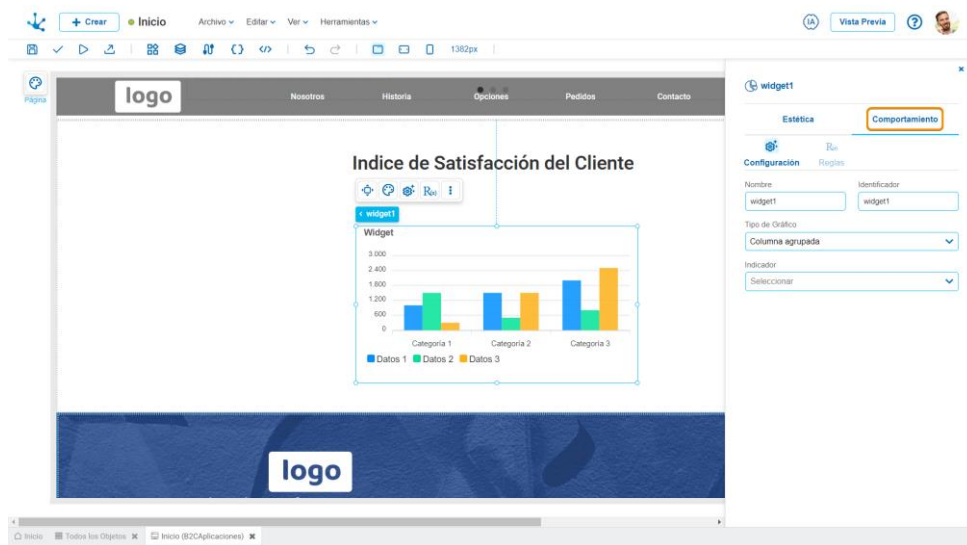 + Crear
Inicio
Archivo Editar Ver Herramientas
IA
Vista Previa
?
1382px
Página
logo
Nosotros Historia Opciones Pedidos Contacto
Indice de Satisfacción del Cliente
R(x)
widget1
Widget
3.000
2.400
1.800
1.200
600
0
Categoría 1 Categoría 2 Categoría 3
Datos 1 Datos 2 Datos 3
logo
widget1
Estética Comportamiento
R(x)
Configuración Reglas
Nombre Identificador
widget1 widget1
Tipo de Gráfico
Columna agrupada
Indicador
Seleccionar
Inicio Todos los Objetos Inicio (B2CAplicaciones)